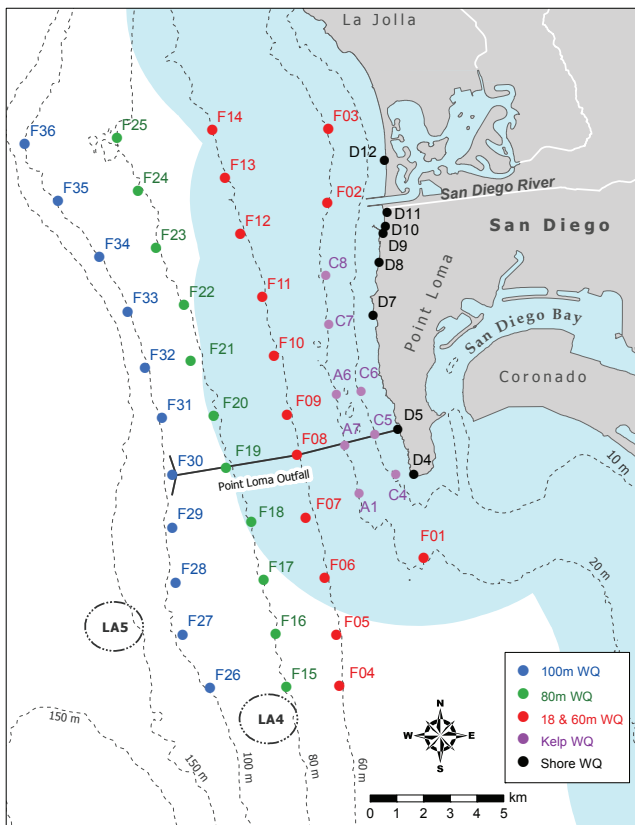 La Jolla
F14
F03
F36
F25
D12
F13
F35
F24
San Diego River
F02
D11
F12
D10
San Diego
F23
D9
F34
D8
C8
Point Loma
F11
F33
F22
D7
C7
San Diego Bay
F10
F32
F21
Coronado
A6
C6
F31
F20
F09
C5
D5
F08
A7
F30
F19
D4
Point Loma Outfall
C4
F07
A1
10 m
F29
F18
F01
20 m
F28
F17
F06
LA5
F27
F16
F05
F26
F15
F04
LA4
150 m
150 m
100 m
80 m
60 m
N
W E
S
100m WQ
80m WQ
18 & 60m WQ
Kelp WQ
Shore WQ
km
0 1 2 3 4 5